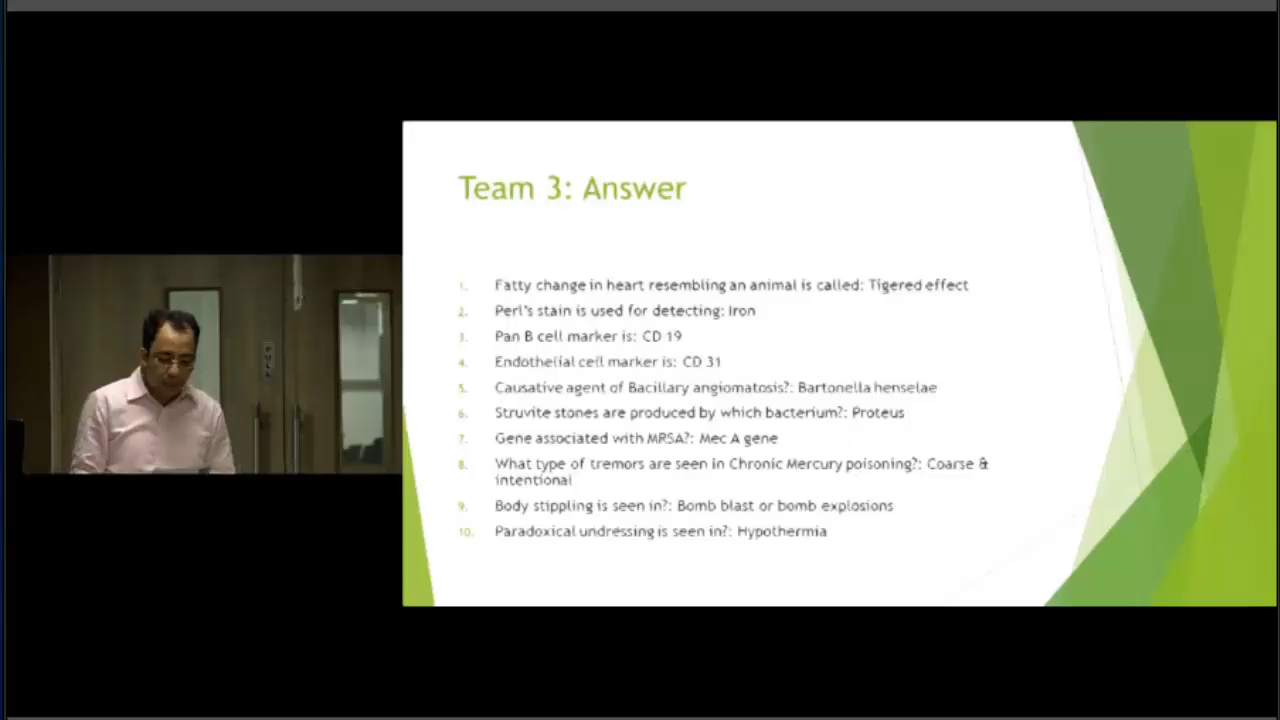 PULL
Team 3: Answer
1. Fatty change in heart resembling an animal is called: Tigered effect
2. Perl's stain is used for detecting: Iron
3. Pan B cell marker is: CD 19
4. Endothelial cell marker is: CD 31
5. Causative agent of Bacillary angiomatosis?: Bartonella henselae
6. Struvite stones are produced by which bacterium?: Proteus
7. Gene associated with MRSA?: Mec A gene
8. What type of tremors are seen in Chronic Mercury poisoning?: Coarse &
intentional
9. Body stippling is seen in?: Bomb blast or bomb explosions
10. Paradoxical undressing is seen in?: Hypothermia